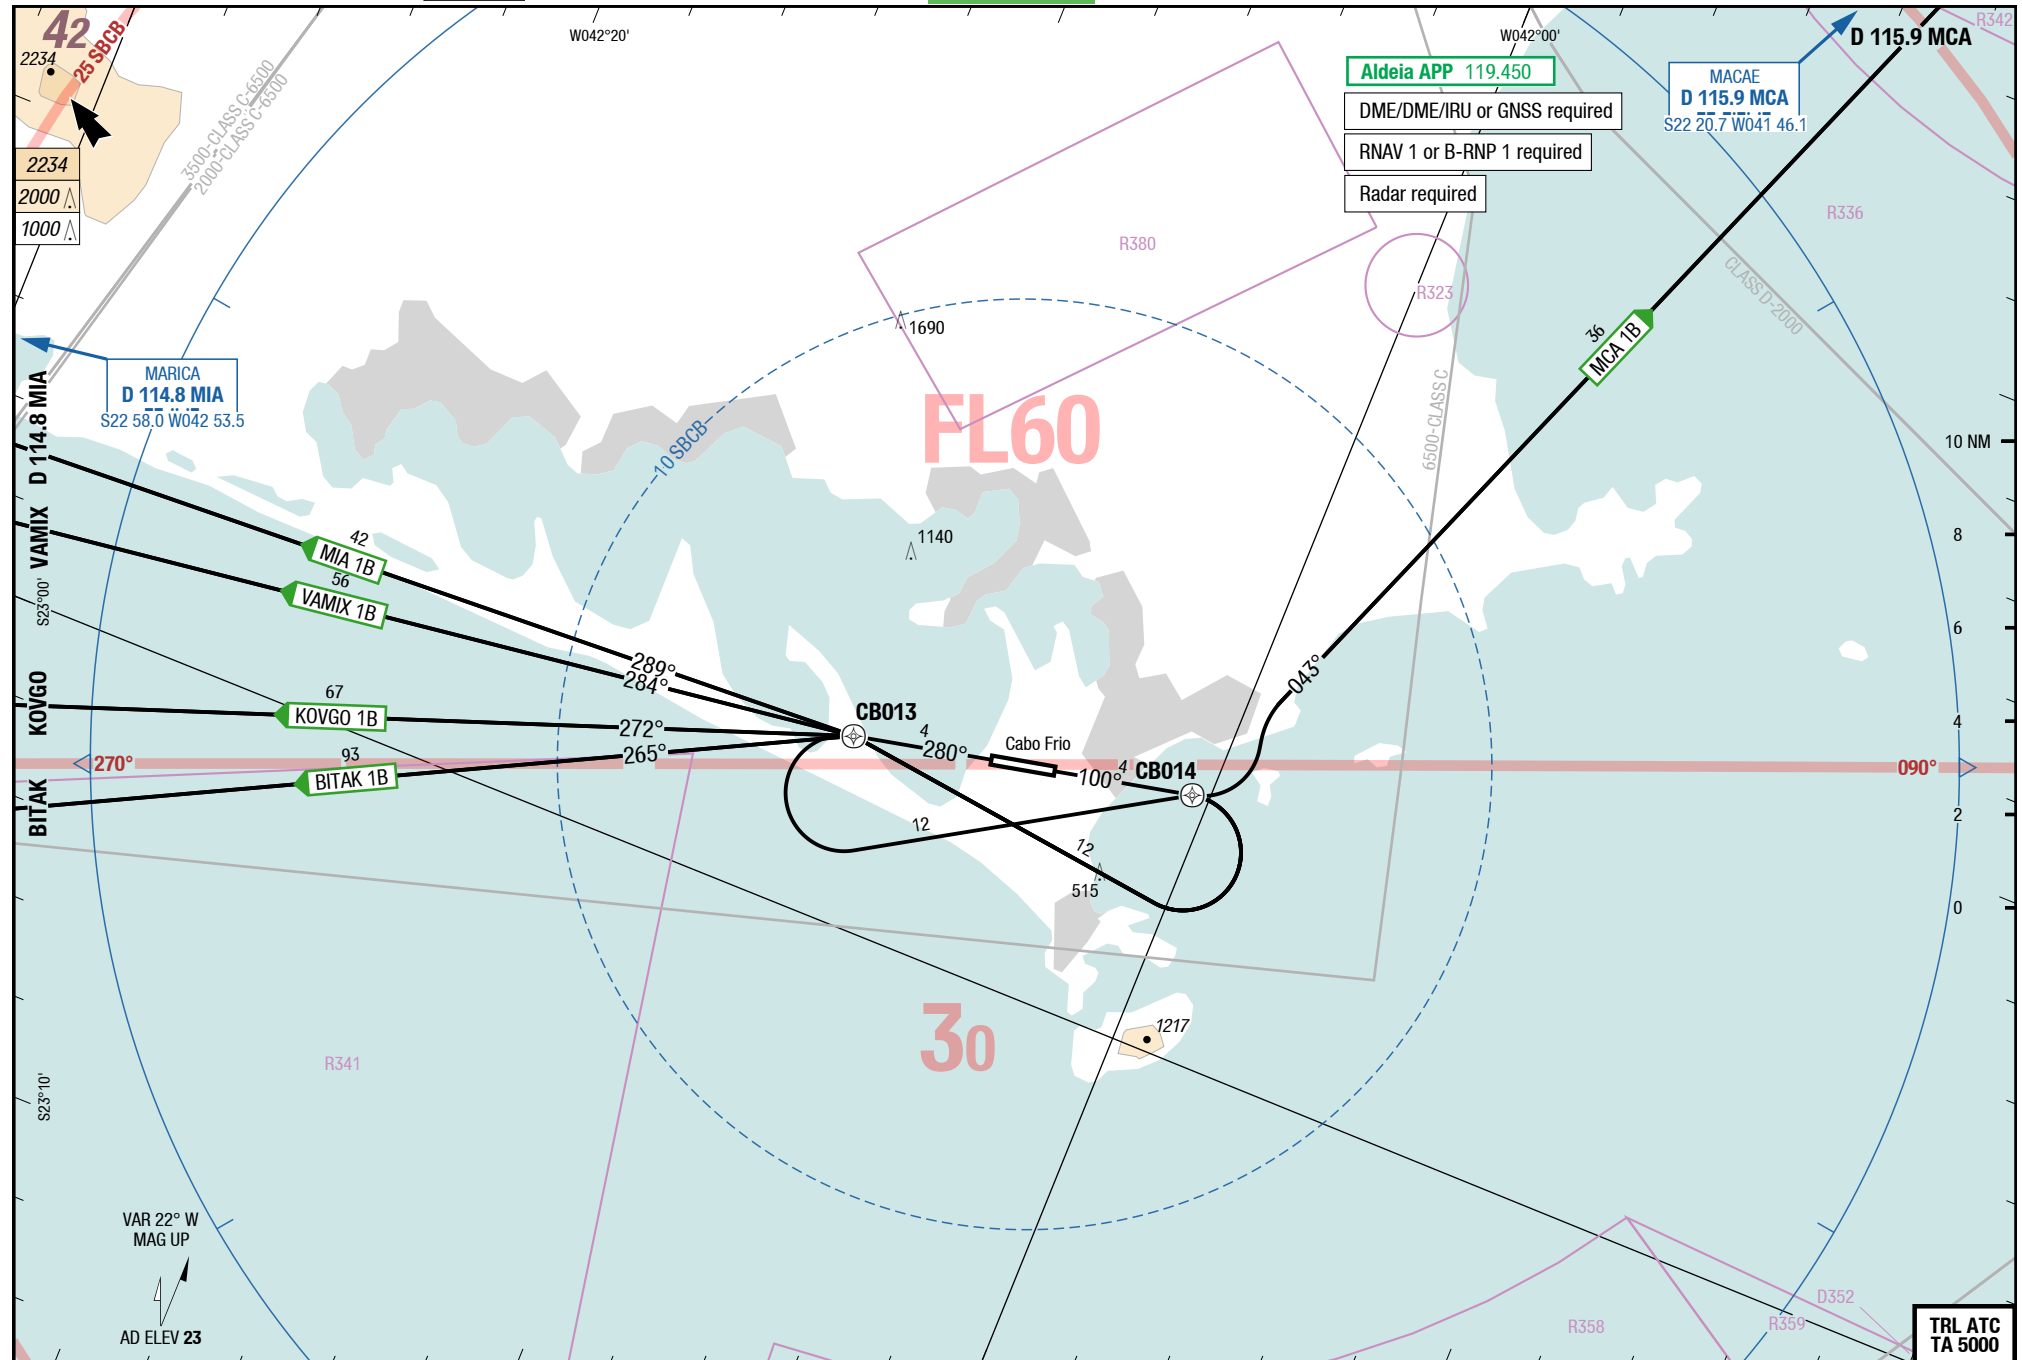 42
2234
25 SBCB
3500-CLASS C-6500
2000-CLASS C-6500
W042°20'
W042°00'
D 115.9 MCA
R342
Aldeia APP 119.450
DME/DME/IRU or GNSS required
RNAV 1 or B-RNP 1 required
Radar required
MACAE
D 115.9 MCA
S22 20.7 W041 46.1
2234
2000
1000
R380
R336
R323
CLASS D-2000
1690
36
MCA 1B
MARICA
D 114.8 MIA
S22 58.0 W042 53.5
D 114.8 MIA
FL60
10 SBCB
6500-CLASS C
10 NM
VAMIX
42
MIA 1B
1140
8
56
VAMIX 1B
S23°00'
6
289°
284°
043°
KOVGO
67
KOVGO 1B
272°
CB013
4
280°
Cabo Frio
4
270°
93
BITAK 1B
265°
100°
4
CB014
090°
BITAK
12
2
12
515
0
30
1217
R341
S23°10'
VAR 22° W
MAG UP
AD ELEV 23
D352
R358
R359
TRL ATC
TA 5000